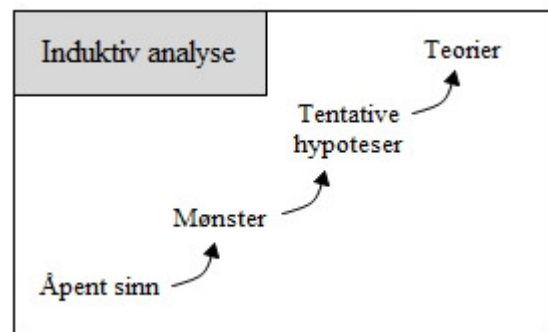 Induktiv analyse
Teorier
Tentative
hypoteser
Mønster
Åpent sinn